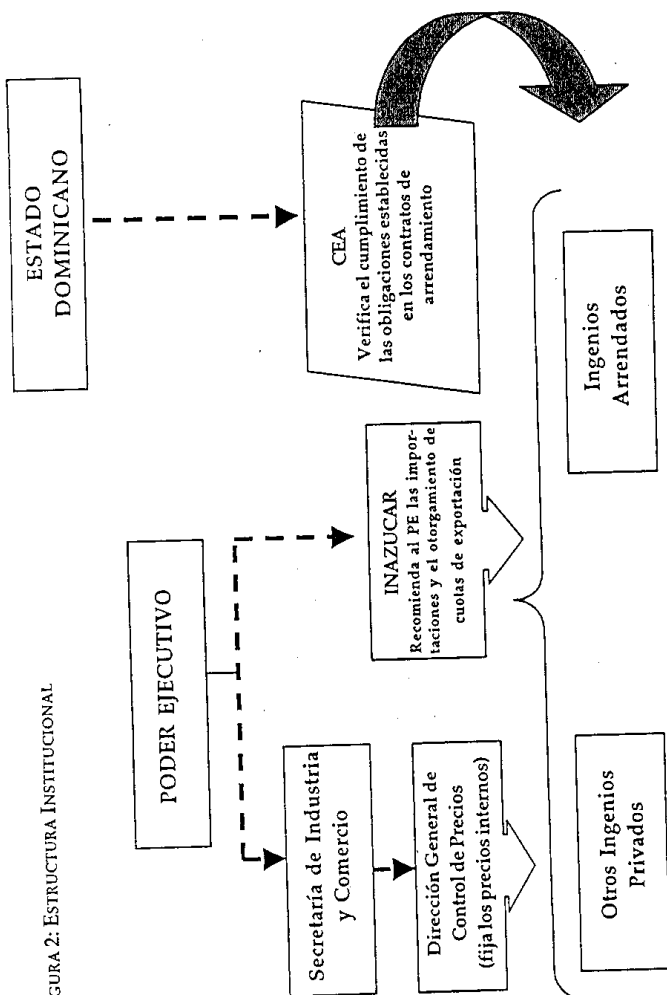 GURA 2: ESTRUCTURA INSTITUCIONAL
ESTADO
DOMINICANO
PODER EJECUTIVO
Secretaría de Industria
y Comercio
Dirección General de
Control de Precios
(fija los precios internos)
INAZUCAR
Recomienda al PE las impor-
taciones y el otorgamiento de
cuotas de exportación
CEA
Verifica el cumplimiento de
las obligaciones establecidas
en los contratos de
arrendamiento
Otros Ingenios
Privados
Ingenios
Arrendados